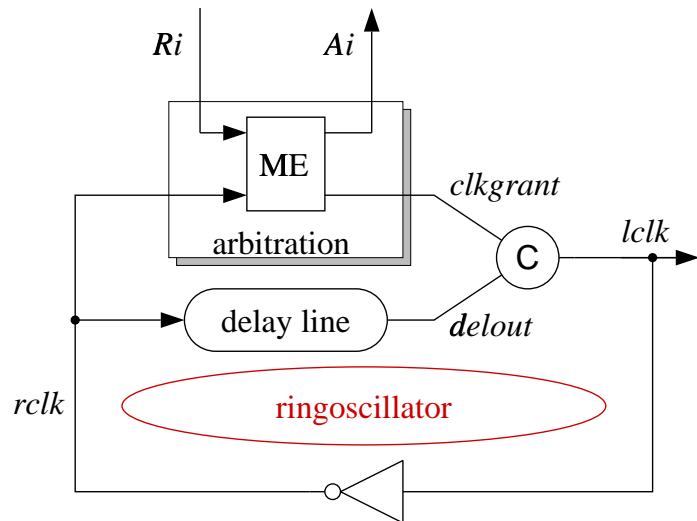 Ri
Ai
ME
clkgrant
arbitration
lclk
C
delay line
delout
rclk
ringoscillator